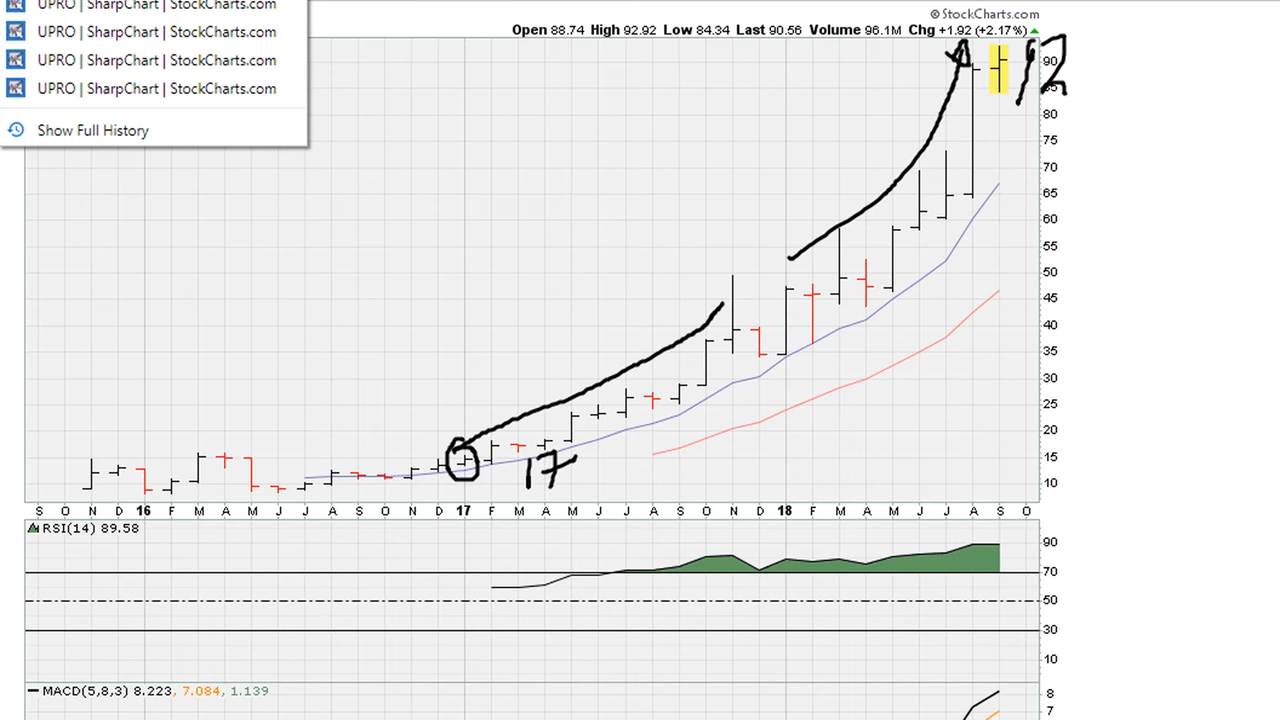 UPRO | SharpChart | StockCharts.com
UPRO | SharpChart | StockCharts.com
UPRO | SharpChart | StockCharts.com
UPRO | SharpChart | StockCharts.com
Show Full History
© StockCharts.com
Open 88.74 High 92.92 Low 84.34 Last 90.56 Volume 96.1M Chg +1.92 (+2.17%)
90
85
80
75
70
65
60
55
50
45
40
35
30
25
20
15
10
92
17
S O N D 16 F M A M J J A S O N D 17 F M A M J J A S O N D 18 F M A M J J A S O
RSI(14) 89.58
90
70
50
30
10
MACD(5,8,3) 8.223, 7.084, 1.139
8
7